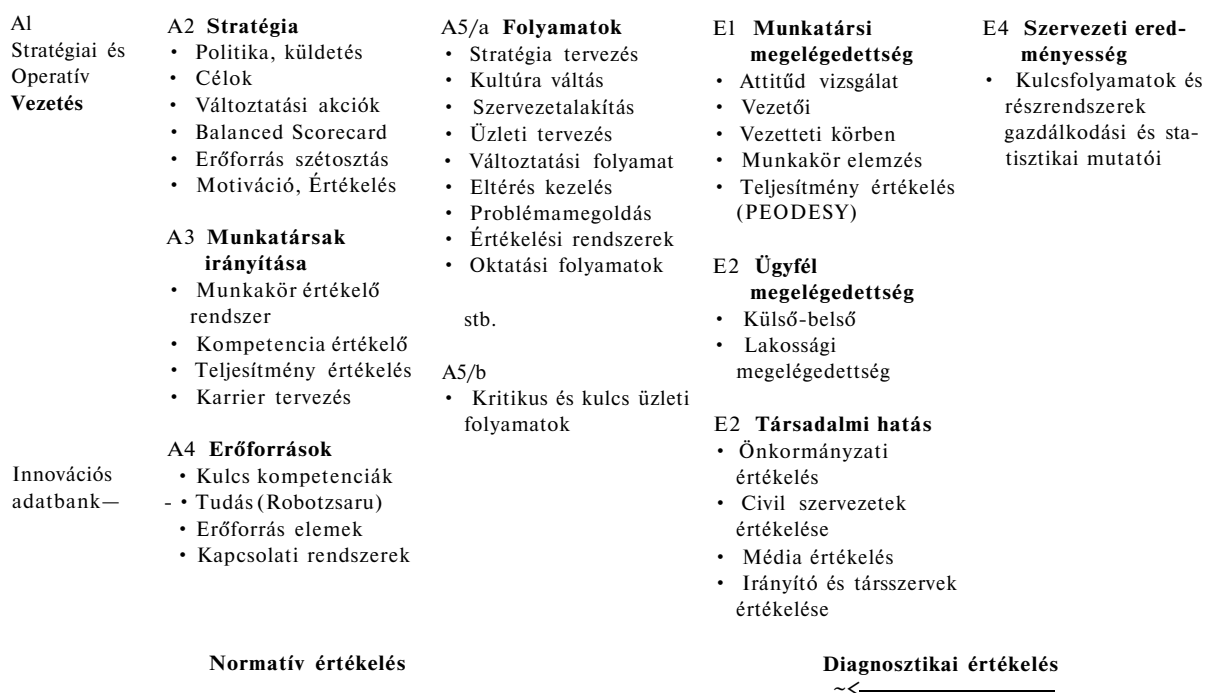 Al
Stratégiai és
Operatív
Vezetés
Innovációs
adatbank—
A2 Stratégia
• Politika, küldetés
• Célok
• Változtatási akciók
• Balanced Scorecard
• Erőforrás szétosztás
• Motiváció, Értékelés
A3 Munkatársak
irányítása
• Munkakör értékelő
rendszer
• Kompetencia értékelő
• Teljesítmény értékelés
• Karrier tervezés
A4 Erőforrások
• Kulcs kompetenciák
- • Tudás (Robotzsaru)
• Erőforrás elemek
• Kapcsolati rendszerek
A5/a Folyamatok
• Stratégia tervezés
• Kultúra váltás
• Szervezetalakítás
• Üzleti tervezés
• Változtatási folyamat
• Eltérés kezelés
• Problémamegoldás
• Értékelési rendszerek
• Oktatási folyamatok
stb.
A5/b
• Kritikus és kulcs üzleti
folyamatok
E1 Munkatársi
megelégedettség
• Attitűd vizsgálat
• Vezetői
• Vezetteti körben
• Munkakör elemzés
• Teljesítmény értékelés
(PEODESY)
E2 Ügyfél
megelégedettség
• Külső-belső
• Lakossági
megelégedettség
E2 Társadalmi hatás
• Önkormányzati
értékelés
• Civil szervezetek
értékelése
• Média értékelés
• Irányító és társszervek
értékelése
E4 Szervezeti ered-
ményesség
• Kulcsfolyamatok és
részrendszerek
gazdálkodási és sta-
tisztikai mutatói
Normatív értékelés
Diagnosztikai értékelés